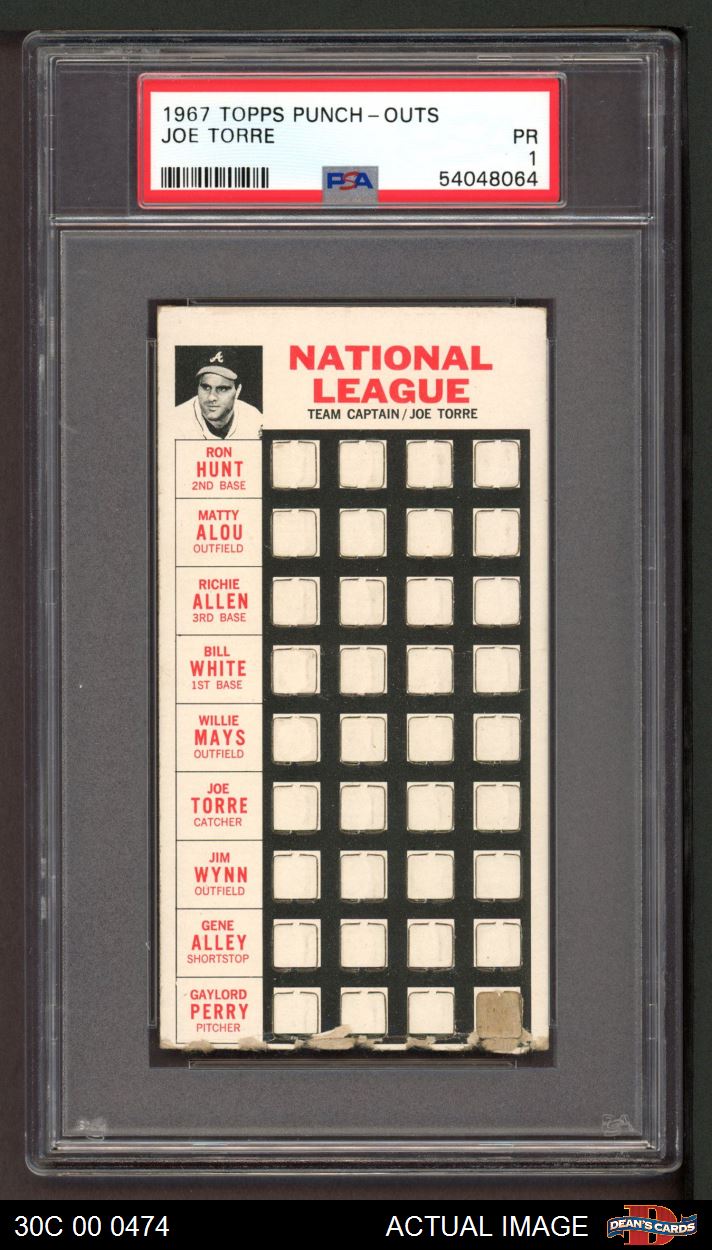 1967 TOPPS PUNCH-OUTS
JOE TORRE PR
1
PSA 54048064
A
NATIONAL
LEAGUE
TEAM CAPTAIN/JOE TORRE
RON
HUNT
2ND BASE
MATTY
ALOU
OUTFIELD
RICHIE
ALLEN
3RD BASE
BILL
WHITE
1ST BASE
WILLIE
MAYS
OUTFIELD
JOE
TORRE
CATCHER
JIM
WYNN
OUTFIELD
GENE
ALLEY
SHORTSTOP
GAYLORD
PERRY
PITCHER
30C 00 0474 ACTUAL IMAGE D DEAN'S CARDS